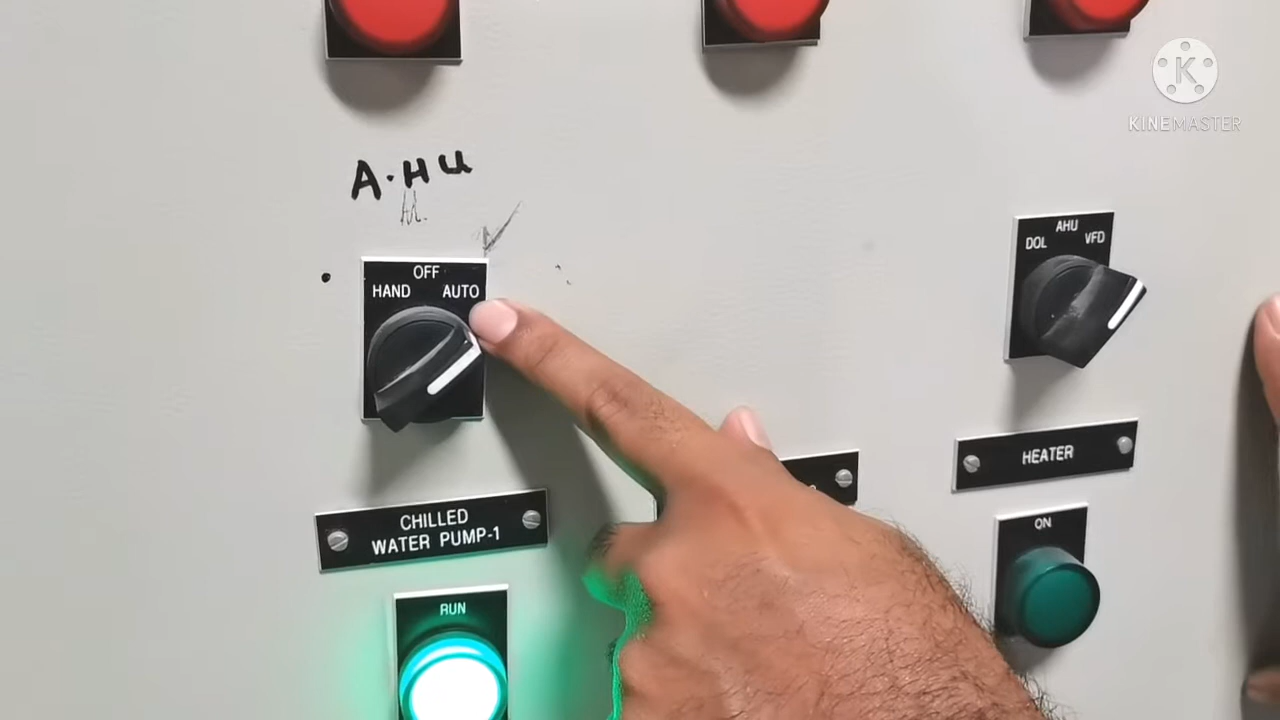 KINEMASTER
A.HU
OFF
HAND AUTO
AHU
DOL VFD
HEATER
CHILLED
WATER PUMP-1
ON
RUN